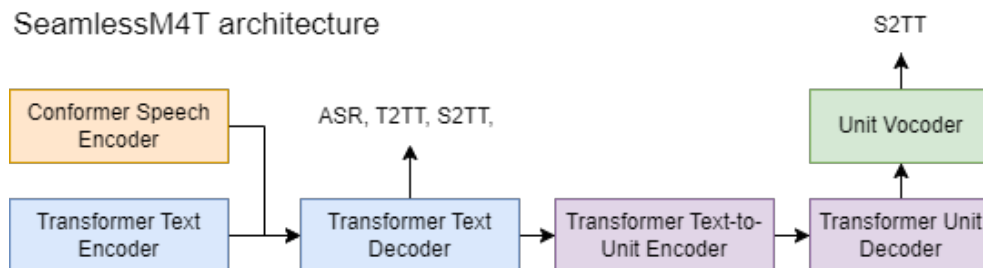 SeamlessM4T architecture
S2TT
Conformer Speech
Encoder
ASR, T2TT, S2TT,
Unit Vocoder
Transformer Text
Encoder
Transformer Text
Decoder
Transformer Text-to-
Unit Encoder
Transformer Unit
Decoder